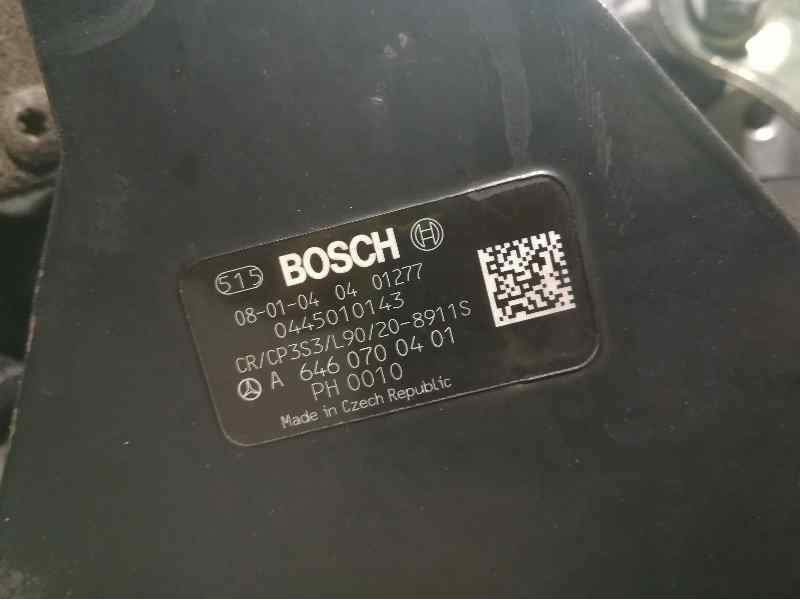 515 BOSCH
08-01-04 04 01277
0445010143
CR/CP3S3/L90/20-8911S
A 646 070 04 01
PH 0010
Made in Czech Republic